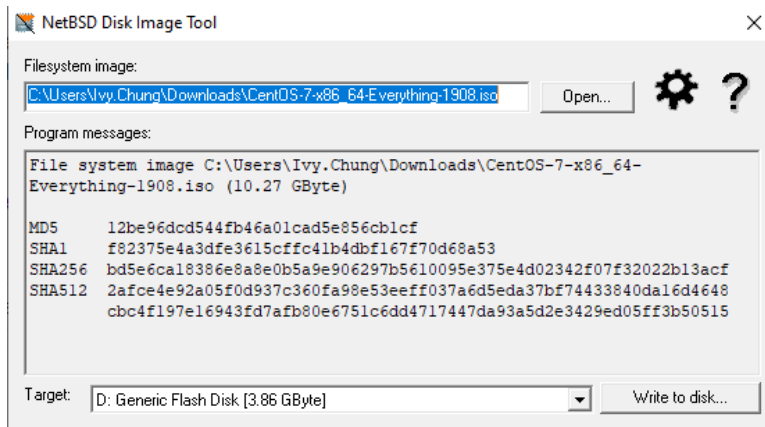 NetBSD Disk Image Tool
Filesystem image:
C:\Users\Ivy.Chung\Downloads\CentOS-7-x86_64-Everything-1908.iso
Open...
?
Program messages:
File system image C:\Users\Ivy.Chung\Downloads\CentOS-7-x86_64-
Everything-1908.iso (10.27 GByte)
MD5 12be96dcd544fb46a01cad5e856cb1cf
SHA1 f82375e4a3dfe3615cffc41b4dbf167f70d68a53
SHA256 bd5e6ca18386e8a8e0b5a9e906297b5610095e375e4d02342f07f32022b13acf
SHA512 2afce4e92a05f0d937c360fa98e53eeff037a6d5eda37bf74433840da16d4648
cbc4f197e16943fd7afb80e6751c6dd4717447da93a5d2e3429ed05ff3b50515
Target:
D: Generic Flash Disk [3.86 GByte]
Write to disk...